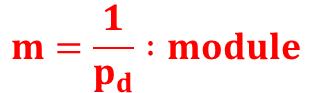 m = 1/p_d : module